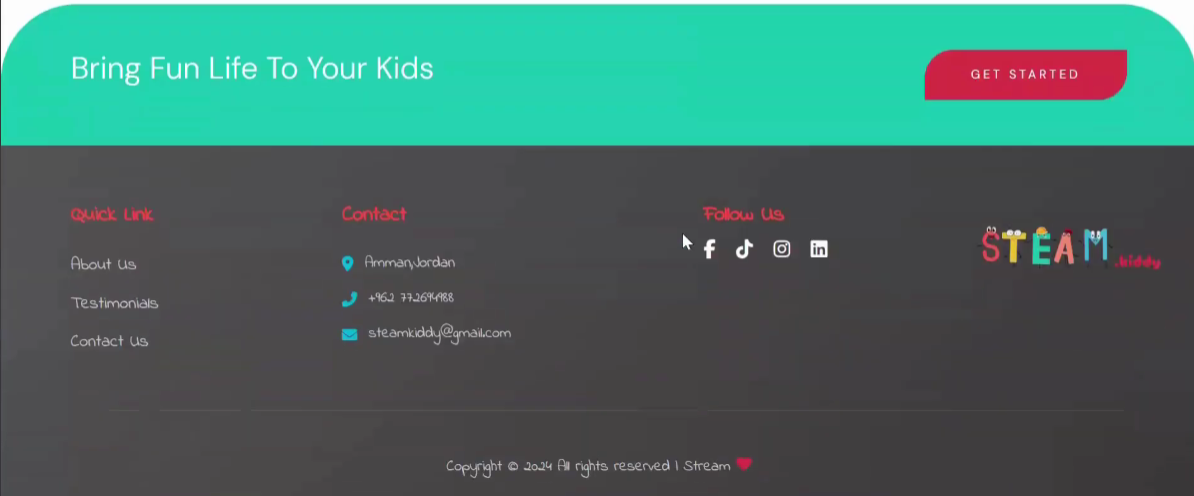 Bring Fun Life To Your Kids
GET STARTED
Quick Link
About Us
Testimonials
Contact Us
Contact
Amman,Jordan
+962 772694988
steamkiddy@gmail.com
Follow Us
STEAM
.kiddy
Copyright © 2024 All rights reserved | Stream